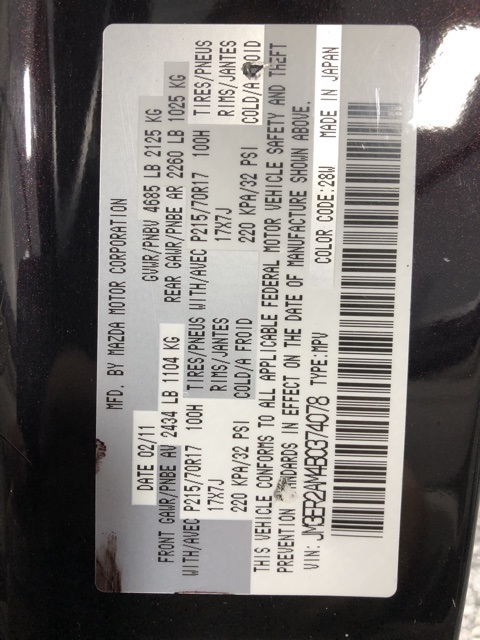 MFD. BY MAZDA MOTOR CORPORATION
DATE 02/11 GVWR/PNBV 4685 LB 2125 KG
FRONT GAWR/PNBE AV 2434 LB 1104 KG REAR GAWR/PNBE AR 2260 LB 1025 KG
WITH/AVEC P215/70R17 100H TIRES/PNEUS WITH/AVEC P215/70R17 100H TIRES/PNEUS
17X7J RIMS/JANTES 17X7J RIMS/JANTES
220 KPA/32 PSI COLD/A FROID 220 KPA/32 PSI COLD/A FROID
THIS VEHICLE CONFORMS TO ALL APPLICABLE FEDERAL MOTOR VEHICLE SAFETY AND THEFT
PREVENTION STANDARDS IN EFFECT ON THE DATE OF MANUFACTURE SHOWN ABOVE.
VIN: JM3ER2AM4B0374078 TYPE:MPV COLOR CODE:28W MADE IN JAPAN